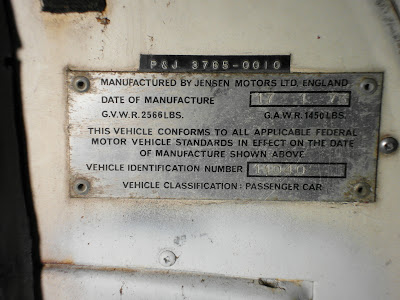 P&J 3765-0010
MANUFACTURED BY JENSEN MOTORS LTD. ENGLAND
DATE OF MANUFACTURE
G.V.W.R. 2566 LBS. G.A.W.R. 1450 LBS.
THIS VEHICLE CONFORMS TO ALL APPLICABLE FEDERAL
MOTOR VEHICLE STANDARDS IN EFFECT ON THE DATE
OF MANUFACTURE SHOWN ABOVE
VEHICLE IDENTIFICATION NUMBER
VEHICLE CLASSIFICATION: PASSENGER CAR